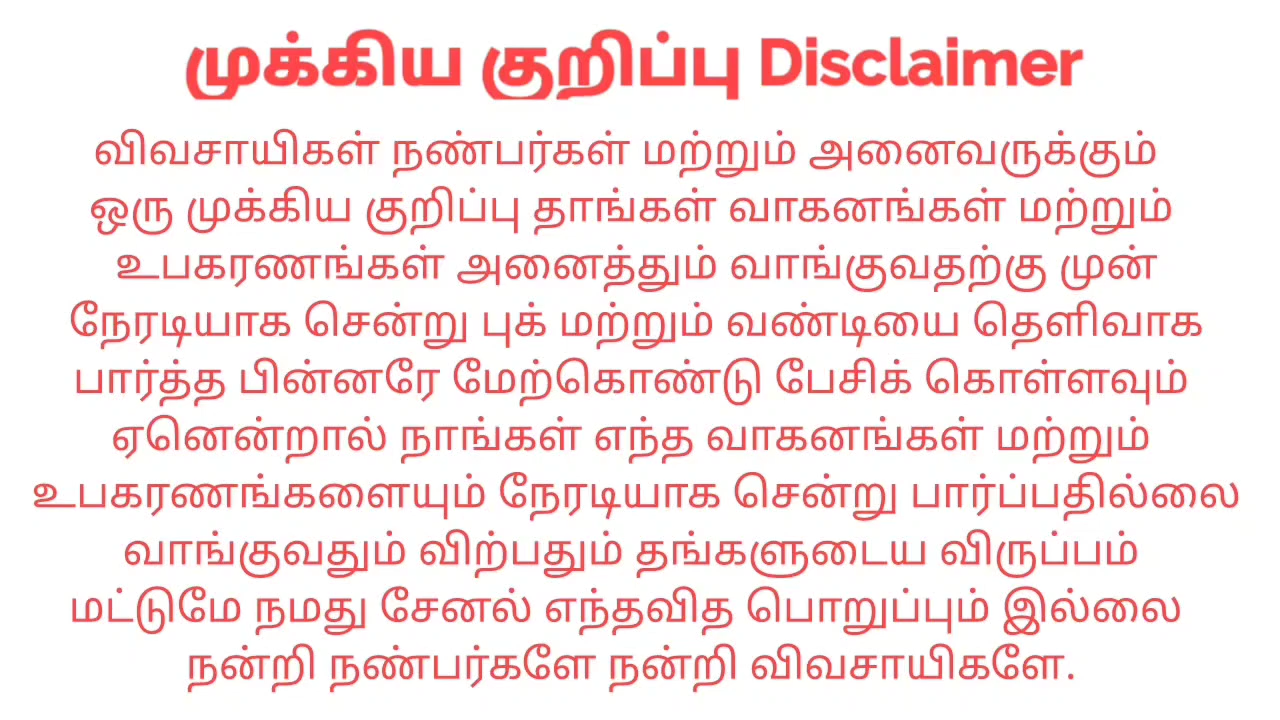 முக்கிய குறிப்பு Disclaimer
விவசாயிகள் நண்பர்கள் மற்றும் அனைவருக்கும்
ஒரு முக்கிய குறிப்பு தாங்கள் வாகனங்கள் மற்றும்
உபகரணங்கள் அனைத்தும் வாங்குவதற்கு முன்
நேரடியாக சென்று புக் மற்றும் வண்டியை தெளிவாக
பார்த்த பின்னரே மேற்கொண்டு பேசிக் கொள்ளவும்
ஏனென்றால் நாங்கள் எந்த வாகனங்கள் மற்றும்
உபகரணங்களையும் நேரடியாக சென்று பார்ப்பதில்லை
வாங்குவதும் விற்பதும் தங்களுடைய விருப்பம்
மட்டுமே நமது சேனல் எந்தவித பொறுப்பும் இல்லை
நன்றி நண்பர்களே நன்றி விவசாயிகளே.